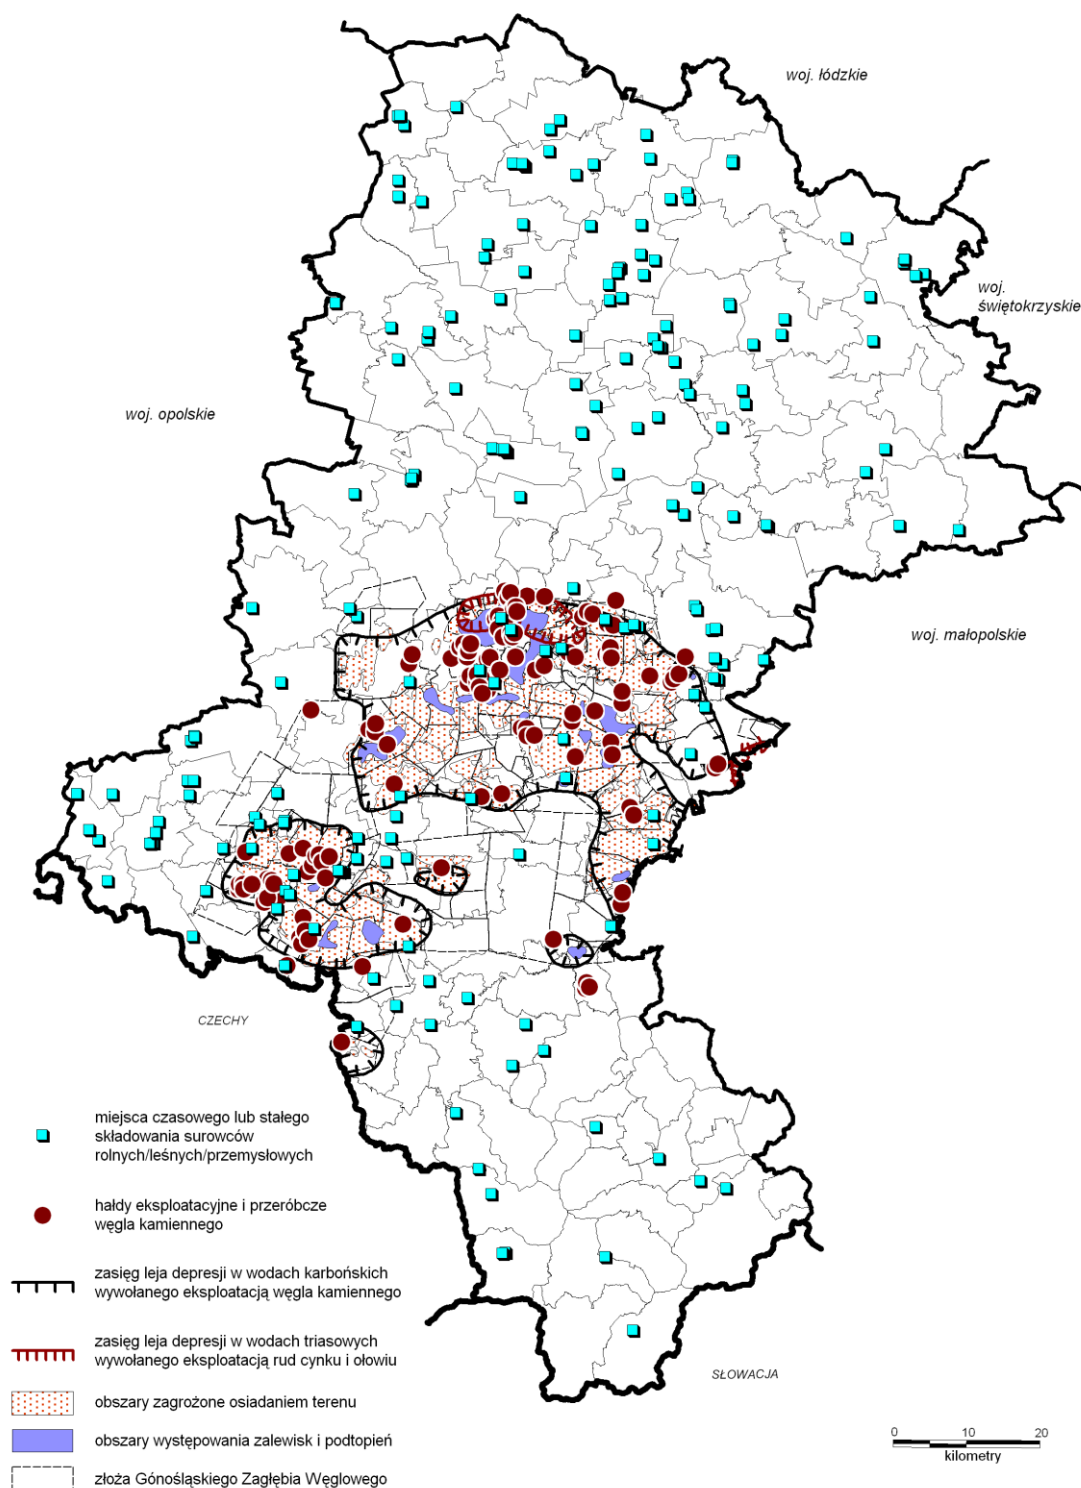 woj. łódzkie
woj.
świętokrzyskie
woj. opolskie
woj. małopolskie
CZECHY
SŁOWACJA
miejsca czasowego lub stałego
składowania surowców
rolnych/leśnych/przemysłowych
hałdy eksploatacyjne i przeróbcze
węgla kamiennego
zasięg leja depresji w wodach karbońskich
wywołanego eksploatacją węgla kamiennego
zasięg leja depresji w wodach triasowych
wywołanego eksploatacją rud cynku i ołowiu
obszary zagrożone osiadaniem terenu
obszary występowania zalewisk i podtopień
złoża Gónośląskiego Zagłębia Węglowego
0 10 20
kilometry